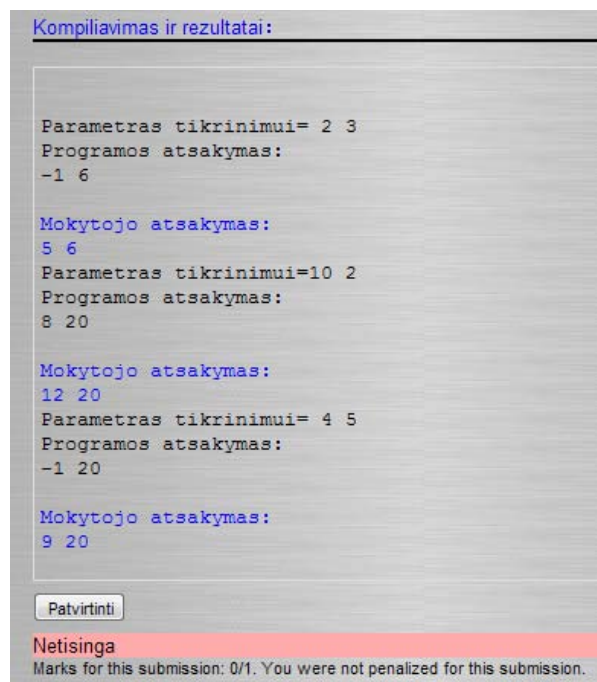 Kompiliavimas ir rezultatai:
Parametras tikrinimui= 2 3
Programos atsakymas:
-1 6
Mokytojo atsakymas:
5 6
Parametras tikrinimui=10 2
Programos atsakymas:
8 20
Mokytojo atsakymas:
12 20
Parametras tikrinimui= 4 5
Programos atsakymas:
-1 20
Mokytojo atsakymas:
9 20
Patvirtinti
Netisinga
Marks for this submission: 0/1. You were not penalized for this submission.